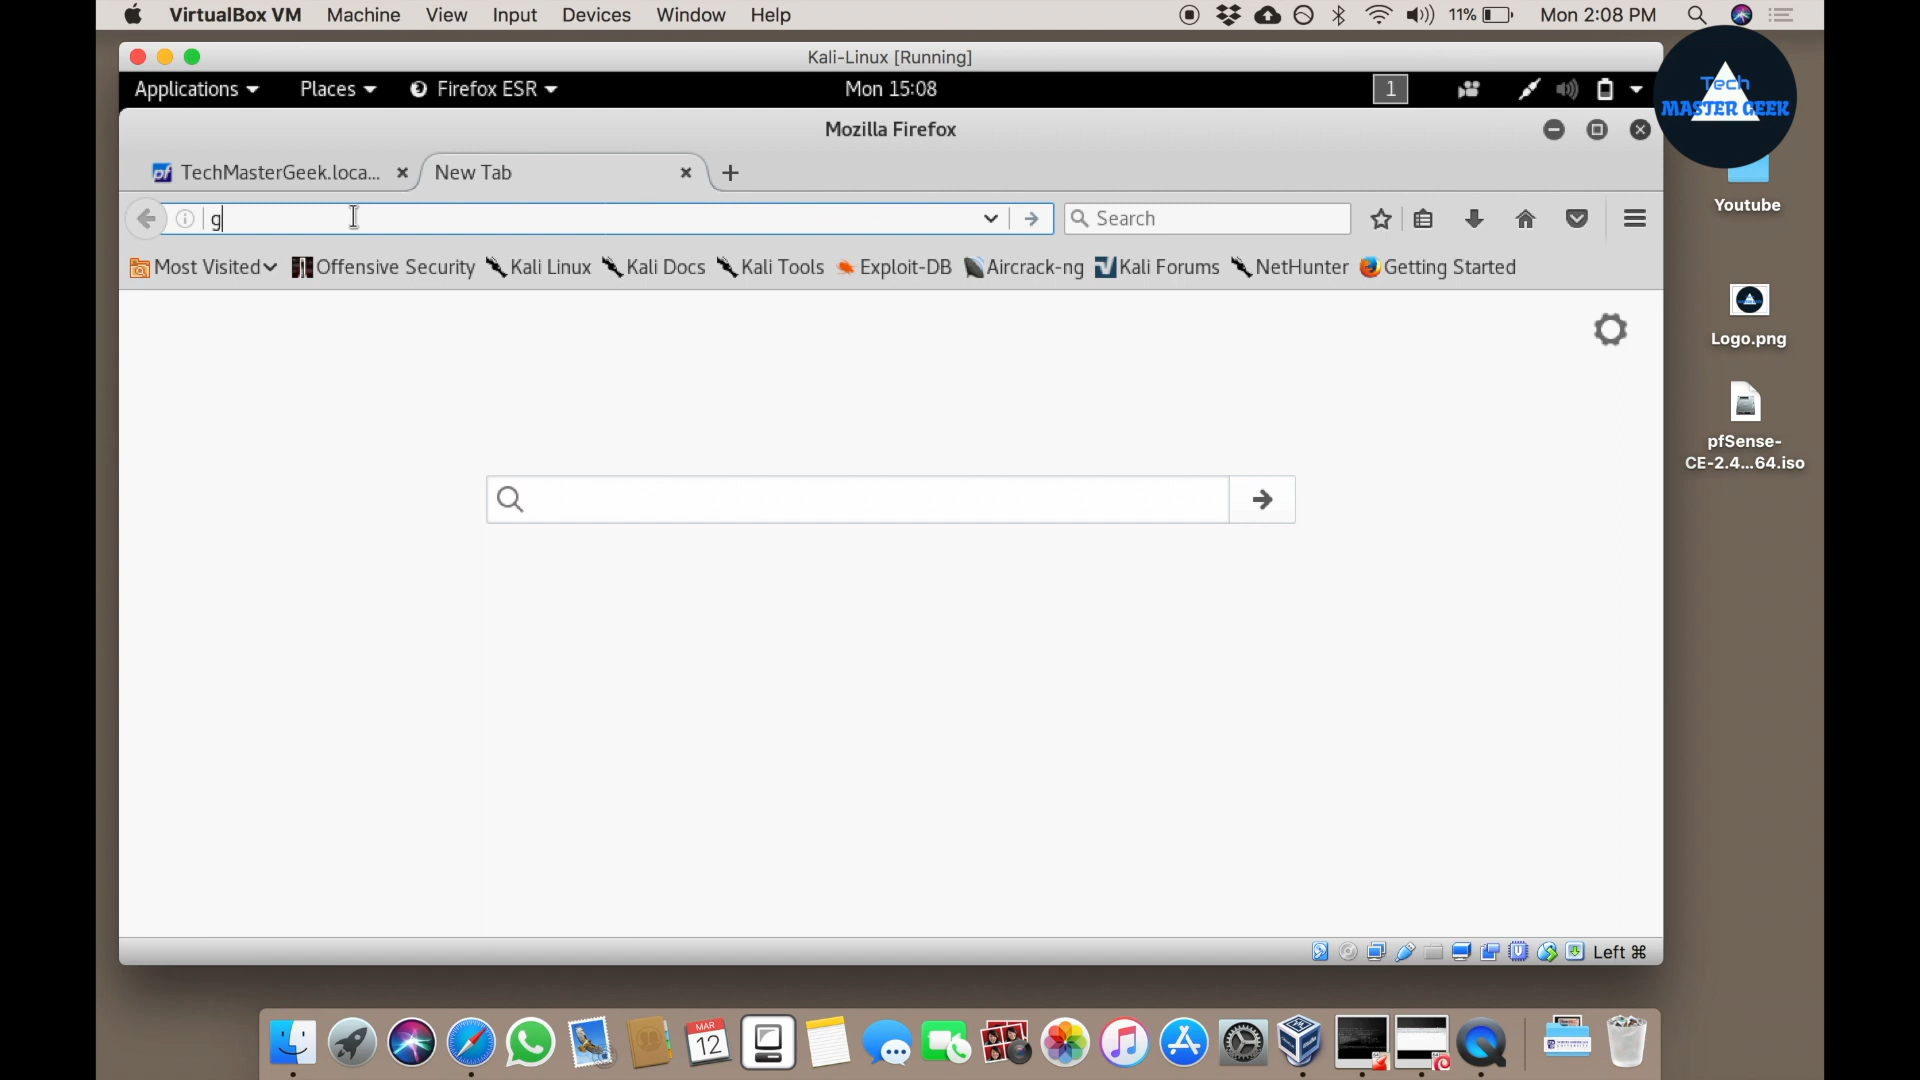 VirtualBox VM Machine View Input Devices Window Help 11% Mon 2:08 PM
Kali-Linux [Running]
Applications Places Firefox ESR Mon 15:08 1
Tech
MASTER GEEK
Mozilla Firefox
pf TechMasterGeek.loca... New Tab
g
Search
Youtube
Most Visited Offensive Security Kali Linux Kali Docs Kali Tools Exploit-DB Aircrack-ng Kali Forums NetHunter Getting Started
Logo.png
pfSense-
CE-2.4...64.iso
Left ⌘
MAR
12